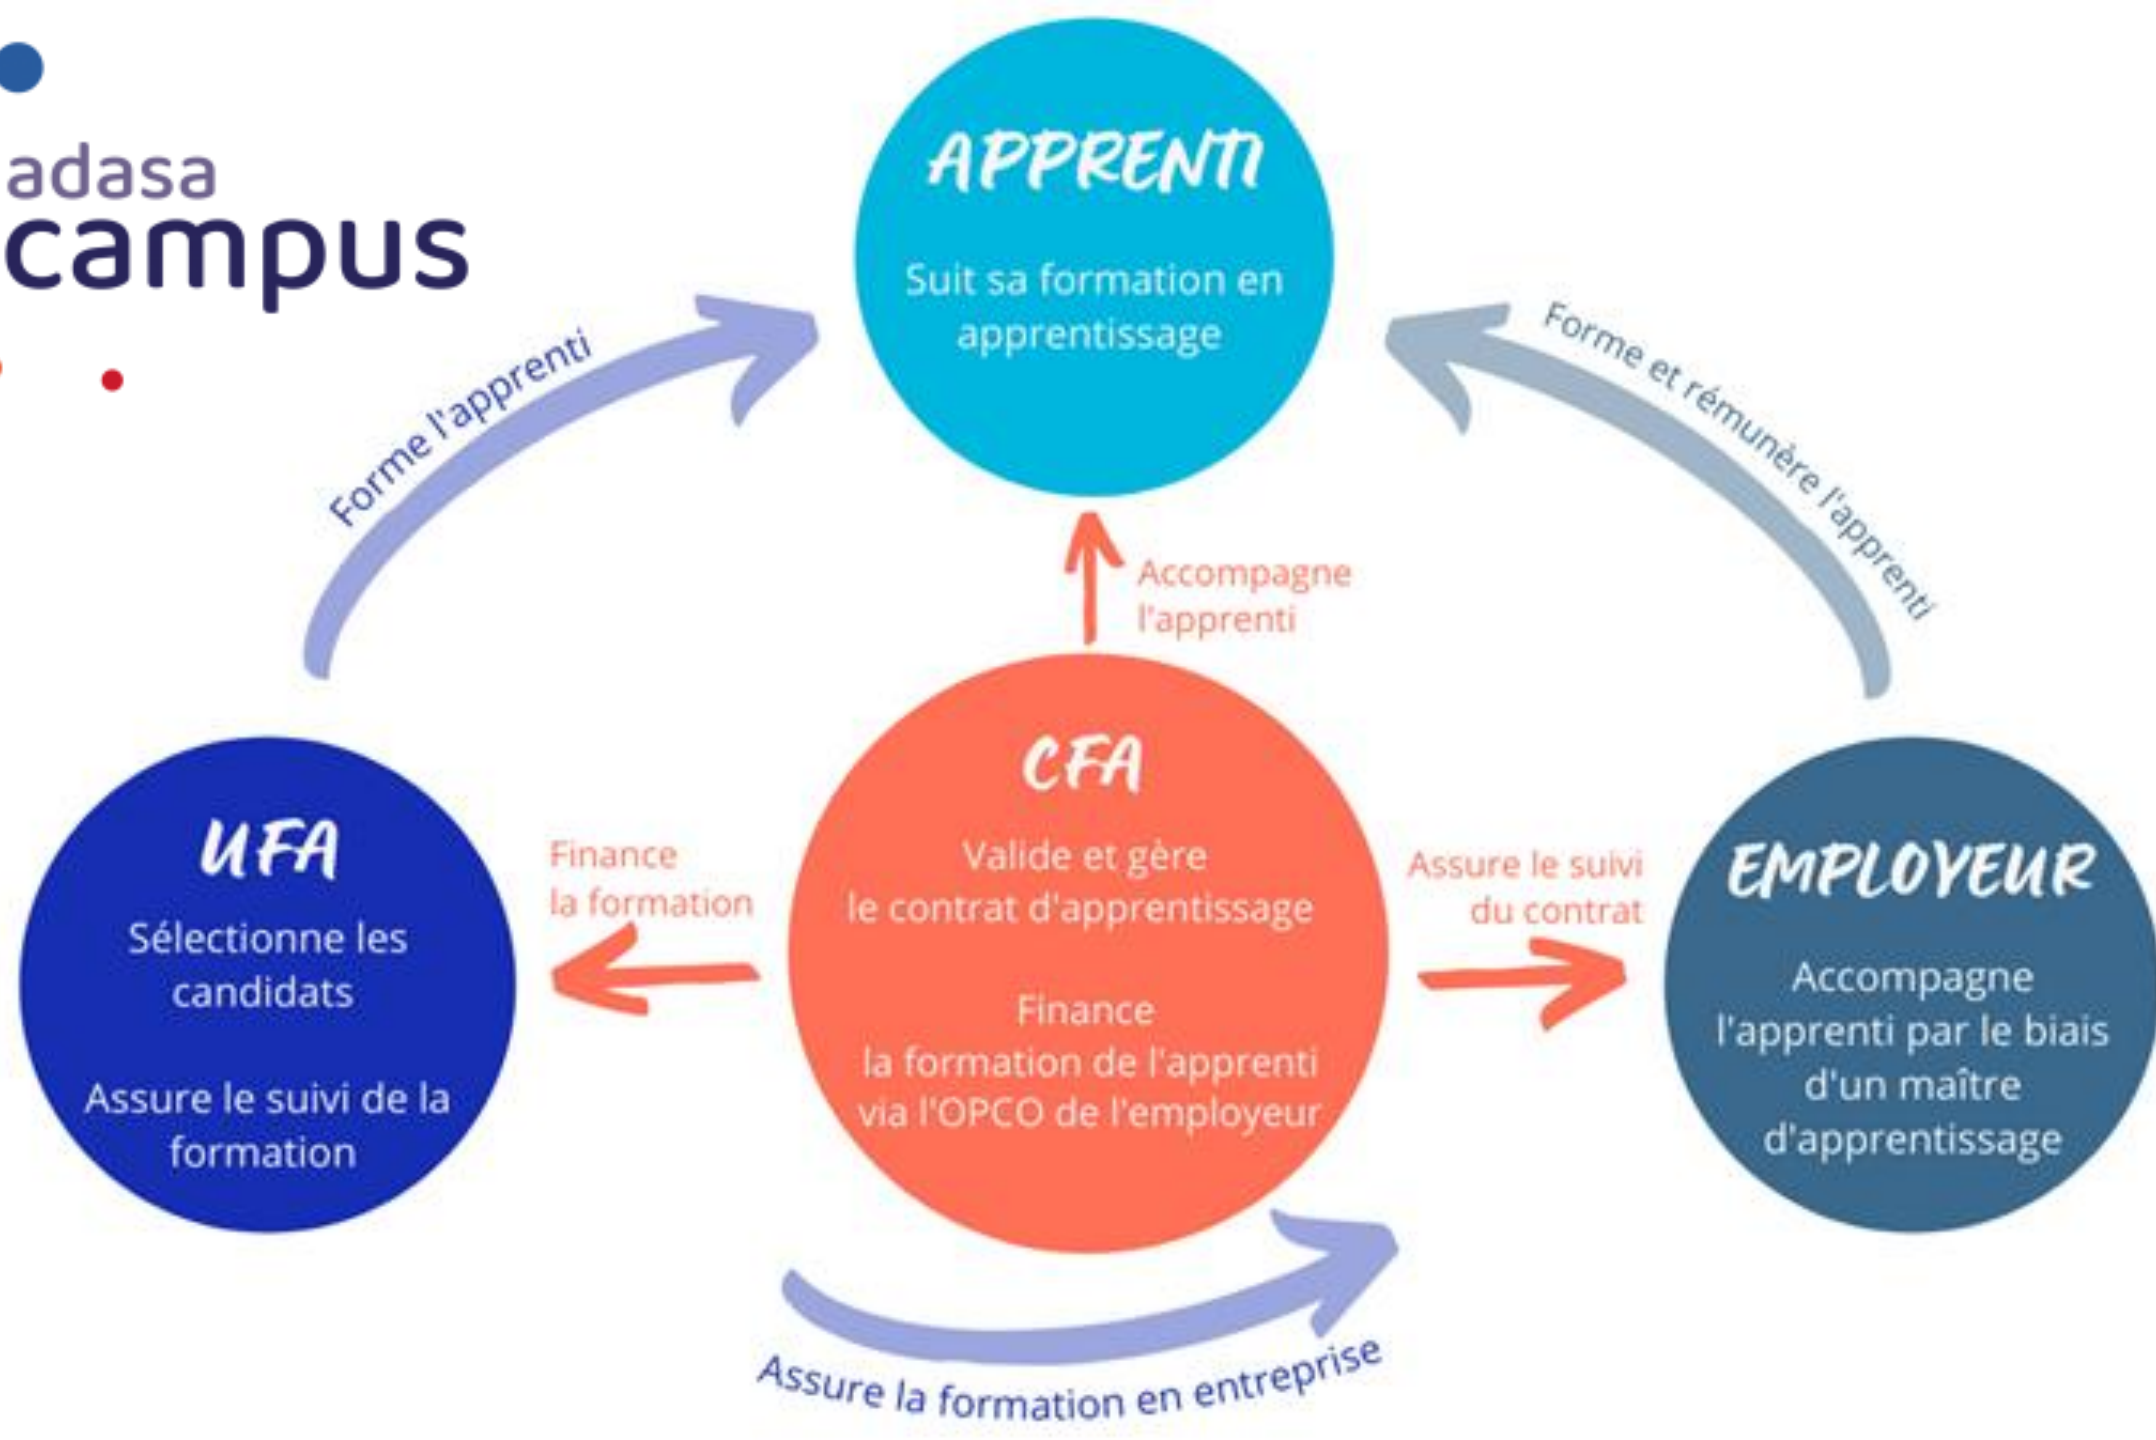 adasa
campus
APPRENTI
Suit sa formation en
apprentissage
Forme l'apprenti
Forme et rémunère l'apprenti
Accompagne
l'apprenti
UFA
Sélectionne les
candidats
Assure le suivi de la
formation
Finance
la formation
CFA
Valide et gère
le contrat d'apprentissage
Finance
la formation de l'apprenti
via l'OPCO de l'employeur
Assure le suivi
du contrat
EMPLOYEUR
Accompagne
l'apprenti par le biais
d'un maître
d'apprentissage
Assure la formation en entreprise